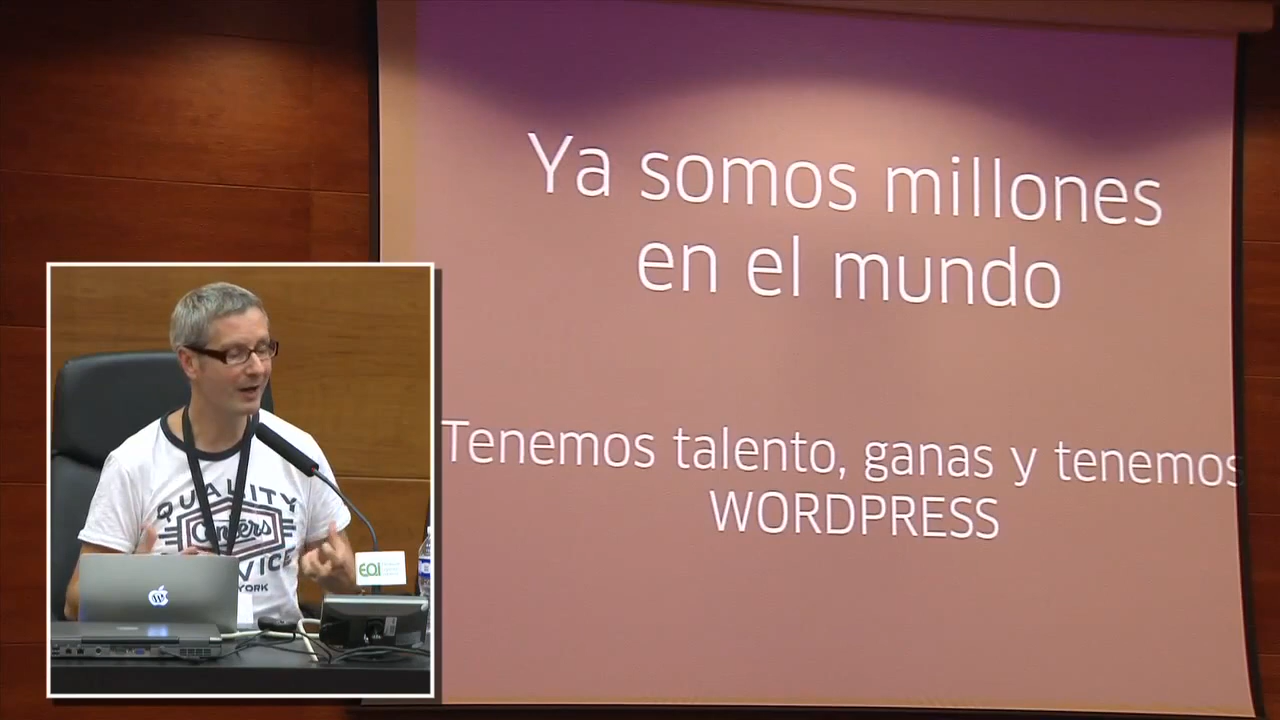 Ya somos millones
en el mundo
Tenemos talento, ganas y tenemos
WORDPRESS
QUALITY
VICE
YORK
EOI